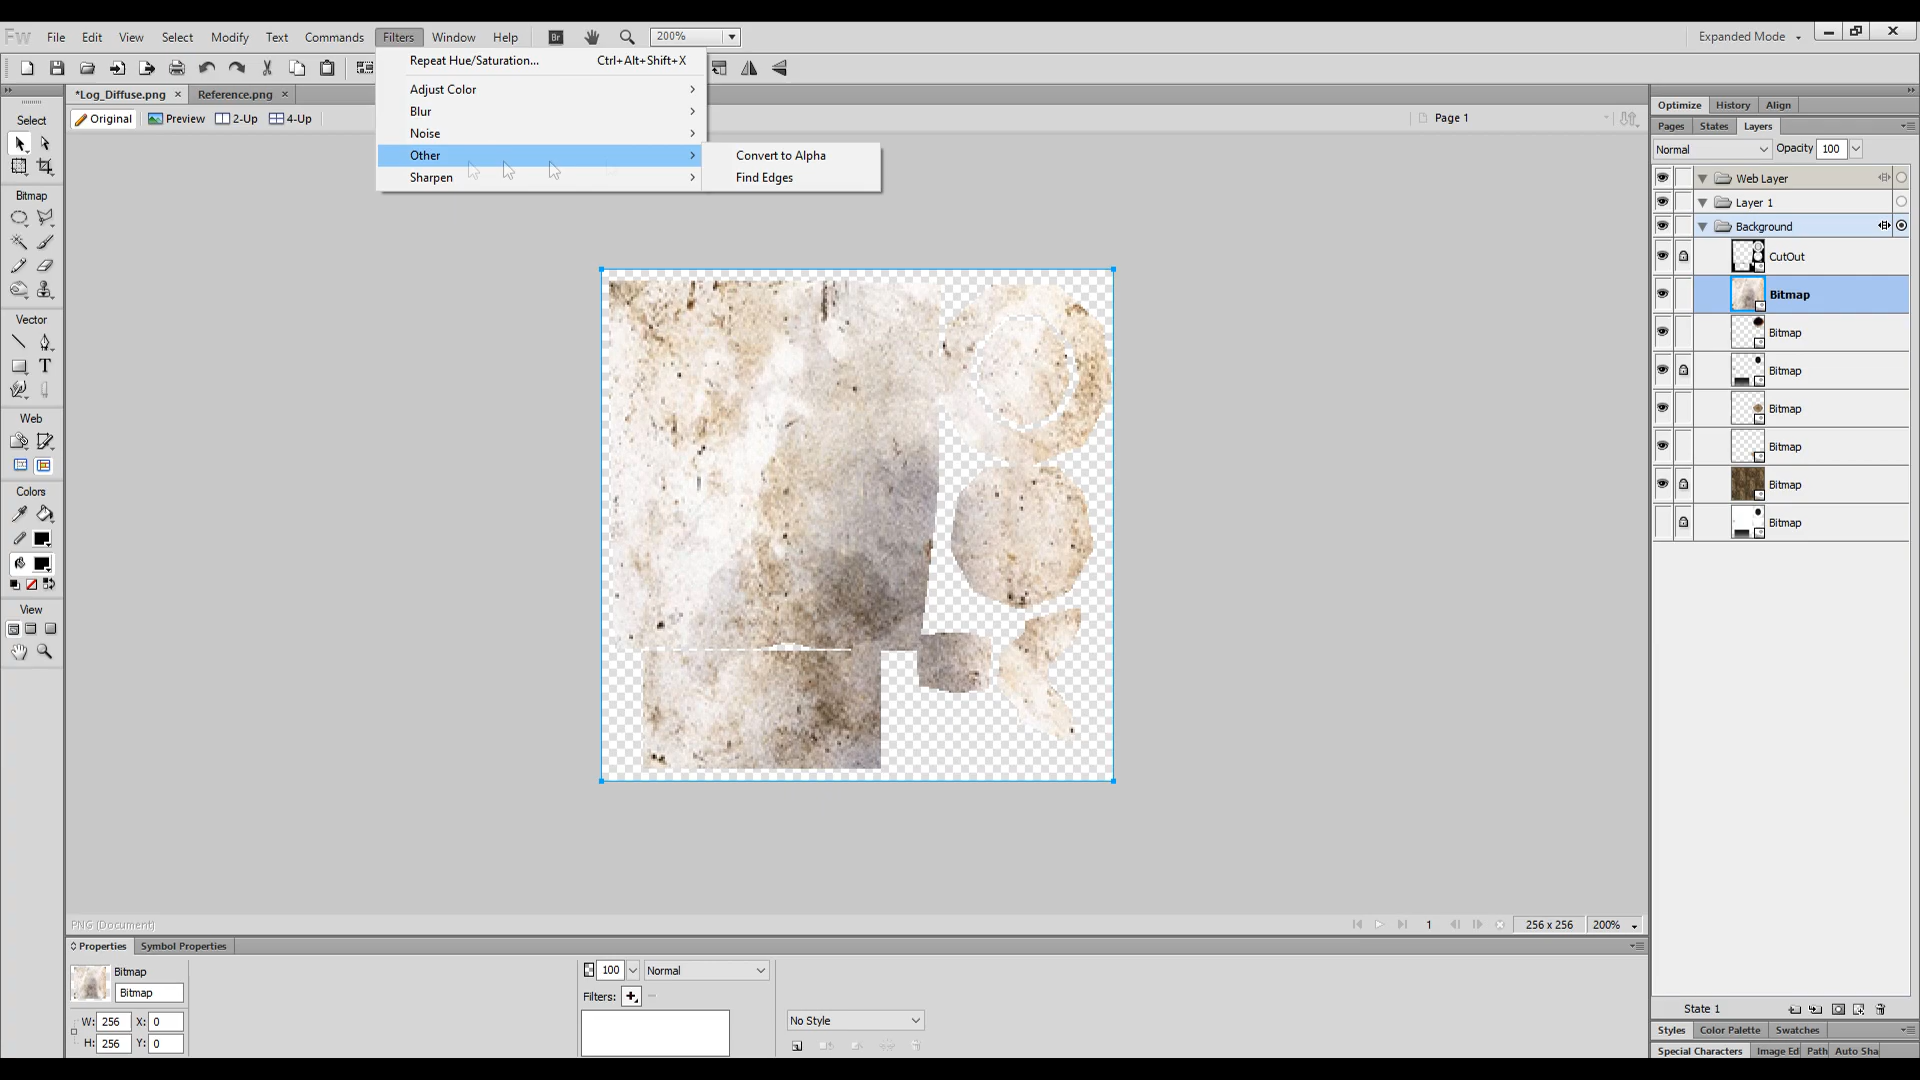 Fw File Edit View Select Modify Text Commands Filters Window Help Br 200% Expanded Mode
Repeat Hue/Saturation... Ctrl+Alt+Shift+X
Adjust Color
Blur
Noise
Other
Sharpen
Convert to Alpha
Find Edges
*Log_Diffuse.png Reference.png
Original Preview 2-Up 4-Up Page 1
Select
Bitmap
Vector
T
Web
Colors
View
Optimize History Align
Pages States Layers
Normal Opacity 100
Web Layer
Layer 1
Background
CutOut
Bitmap
Bitmap
Bitmap
Bitmap
Bitmap
Bitmap
Bitmap
PNG (Document) 1 256 x 256 200%
Properties Symbol Properties
Bitmap
Bitmap
W: 256 X: 0
H: 256 Y: 0
100 Normal
Filters:
No Style
State 1
Styles Color Palette Swatches
Special Characters Image Ed Path Auto Sha